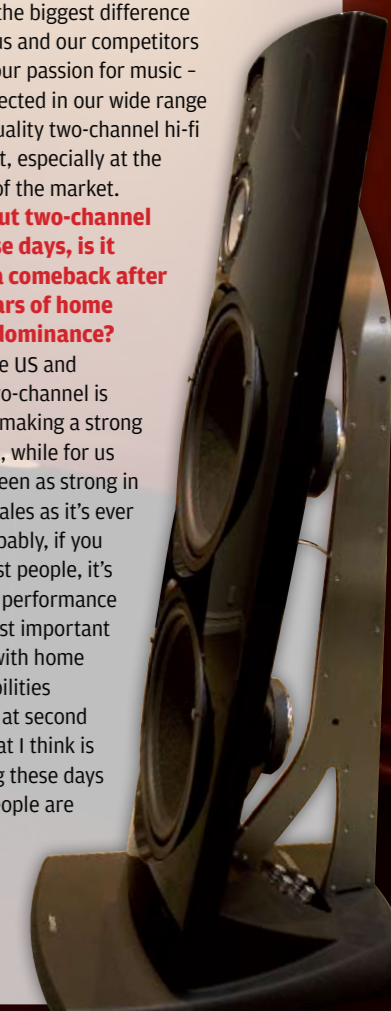 the biggest difference
us and our competitors
our passion for music –
ected in our wide range
uality two-channel hi-fi
t, especially at the
of the market.
ut two-channel
se days, is it
a comeback after
ars of home
dominance?
e US and
vo-channel is
making a strong
, while for us
een as strong in
ales as it's ever
bably, if you
st people, it's
performance
st important
with home
bilities
at second
at I think is
g these days
eople are